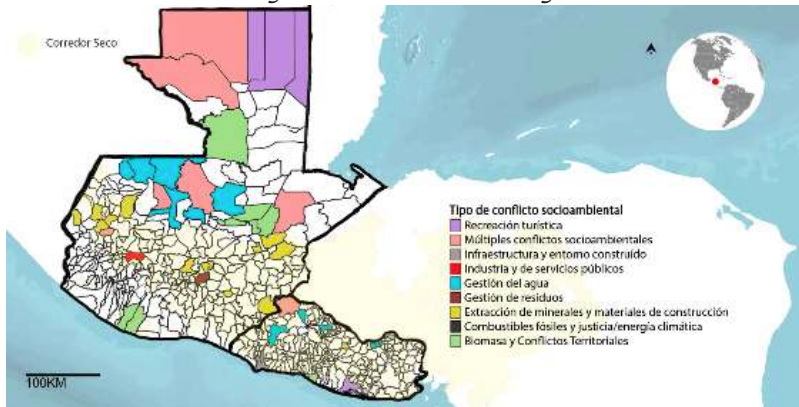 Corredor Seco
Tipo de conflicto socioambiental
Recreación turística
Múltiples conflictos socioambientales
Infraestructura y entorno construído
Industria y de servicios públicos
Gestión del agua
Gestión de residuos
Extracción de minerales y materiales de construcción
Combustibles fósiles y justicia/energía climática
Biomasa y Conflictos Territoriales
100KM